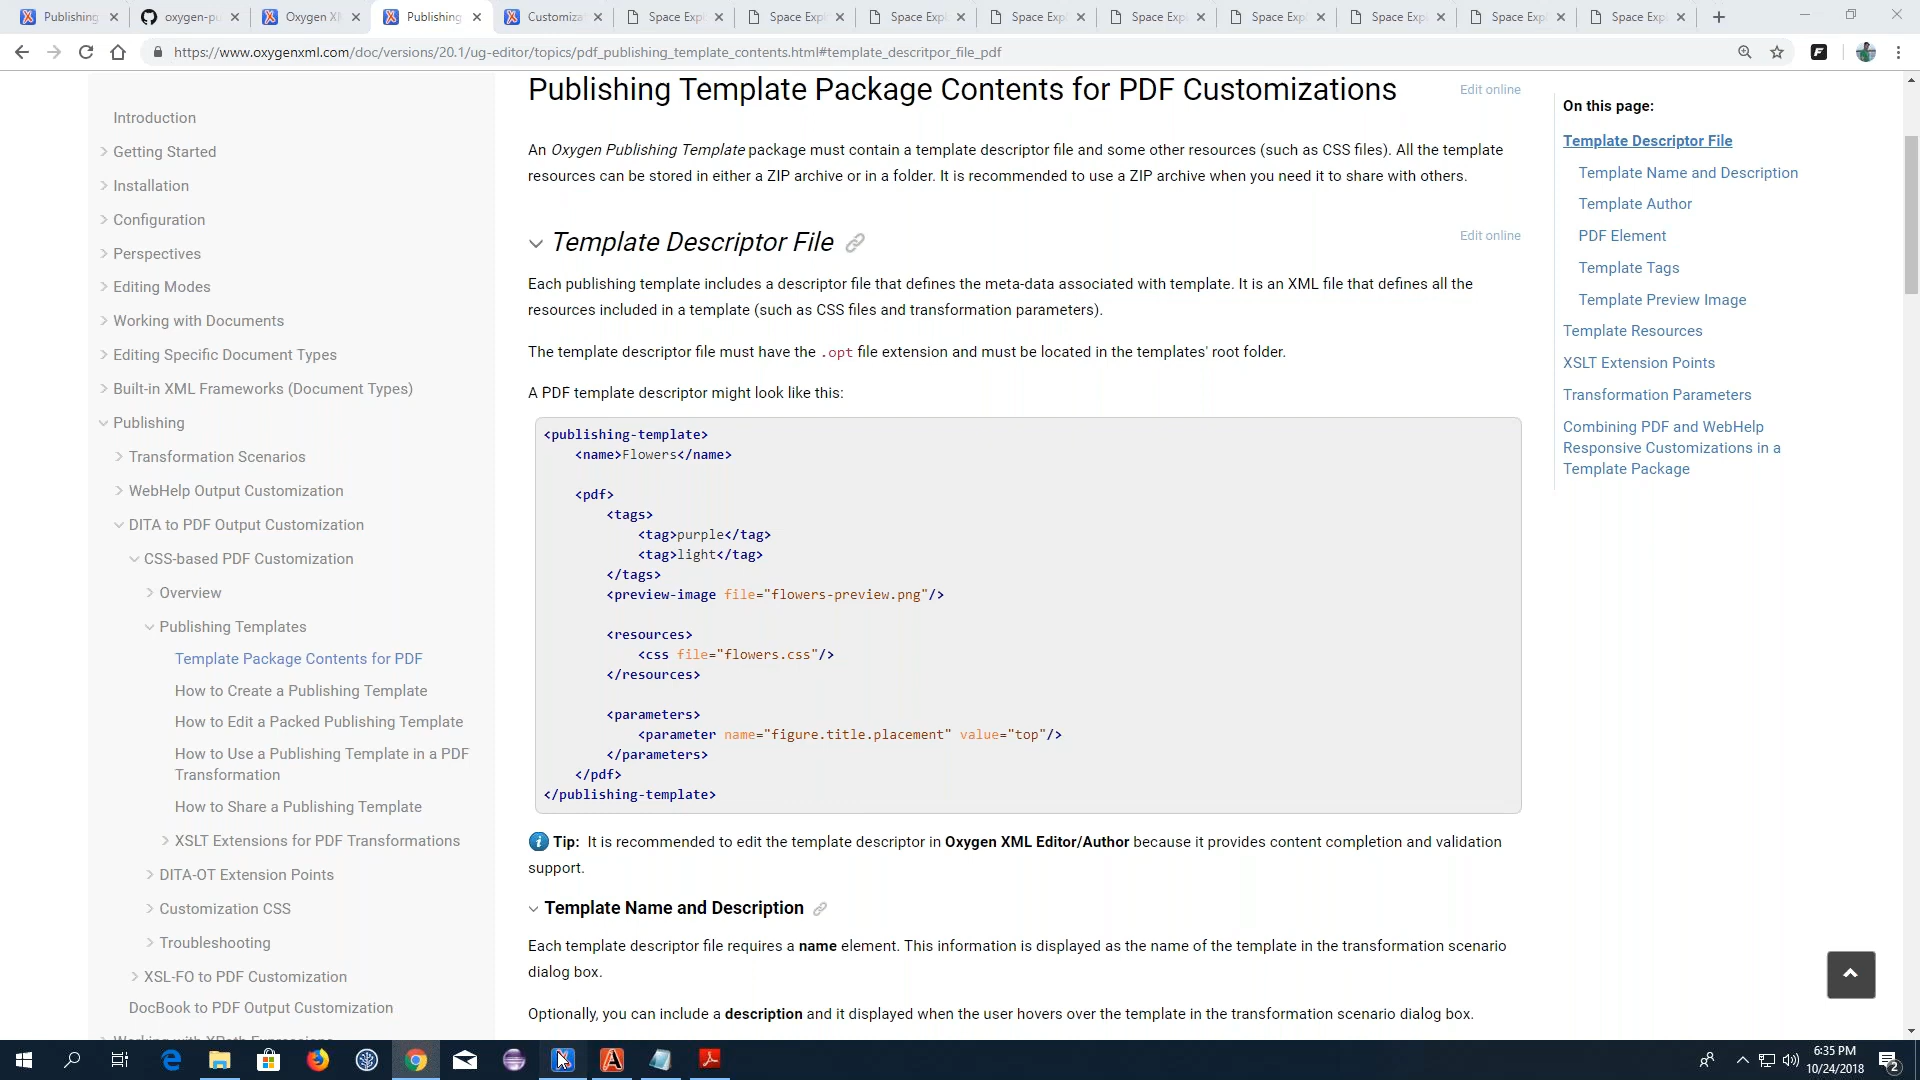 Publishing
oxygen-p
Oxygen X
Publishing
Customiza
Space Exp
Space Exp
Space Exp
Space Exp
Space Exp
Space Exp
Space Exp
Space Exp
Space Exp
https://www.oxygenxml.com/doc/versions/20.1/ug-editor/topics/pdf_publishing_template_contents.html#template_descritpor_file_pdf
Introduction
Getting Started
Installation
Configuration
Perspectives
Editing Modes
Working with Documents
Editing Specific Document Types
Built-in XML Frameworks (Document Types)
Publishing
Transformation Scenarios
WebHelp Output Customization
DITA to PDF Output Customization
CSS-based PDF Customization
Overview
Publishing Templates
Template Package Contents for PDF
How to Create a Publishing Template
How to Edit a Packed Publishing Template
How to Use a Publishing Template in a PDF
Transformation
How to Share a Publishing Template
XSLT Extensions for PDF Transformations
DITA-OT Extension Points
Customization CSS
Troubleshooting
XSL-FO to PDF Customization
DocBook to PDF Output Customization
Working with XPath Expressions
Publishing Template Package Contents for PDF Customizations
Edit online
An Oxygen Publishing Template package must contain a template descriptor file and some other resources (such as CSS files). All the template
resources can be stored in either a ZIP archive or in a folder. It is recommended to use a ZIP archive when you need it to share with others.
Template Descriptor File
Edit online
Each publishing template includes a descriptor file that defines the meta-data associated with template. It is an XML file that defines all the
resources included in a template (such as CSS files and transformation parameters).
The template descriptor file must have the .opt file extension and must be located in the templates' root folder.
A PDF template descriptor might look like this:
<publishing-template>
<name>Flowers</name>
<pdf>
<tags>
<tag>purple</tag>
<tag>light</tag>
</tags>
<preview-image file="flowers-preview.png"/>
<resources>
<css file="flowers.css"/>
</resources>
<parameters>
<parameter name="figure.title.placement" value="top"/>
</parameters>
</pdf>
</publishing-template>
Tip: It is recommended to edit the template descriptor in Oxygen XML Editor/Author because it provides content completion and validation
support.
Template Name and Description
Each template descriptor file requires a name element. This information is displayed as the name of the template in the transformation scenario
dialog box.
Optionally, you can include a description and it displayed when the user hovers over the template in the transformation scenario dialog box.
On this page:
Template Descriptor File
Template Name and Description
Template Author
PDF Element
Template Tags
Template Preview Image
Template Resources
XSLT Extension Points
Transformation Parameters
Combining PDF and WebHelp
Responsive Customizations in a
Template Package
6:35 PM
10/24/2018
2